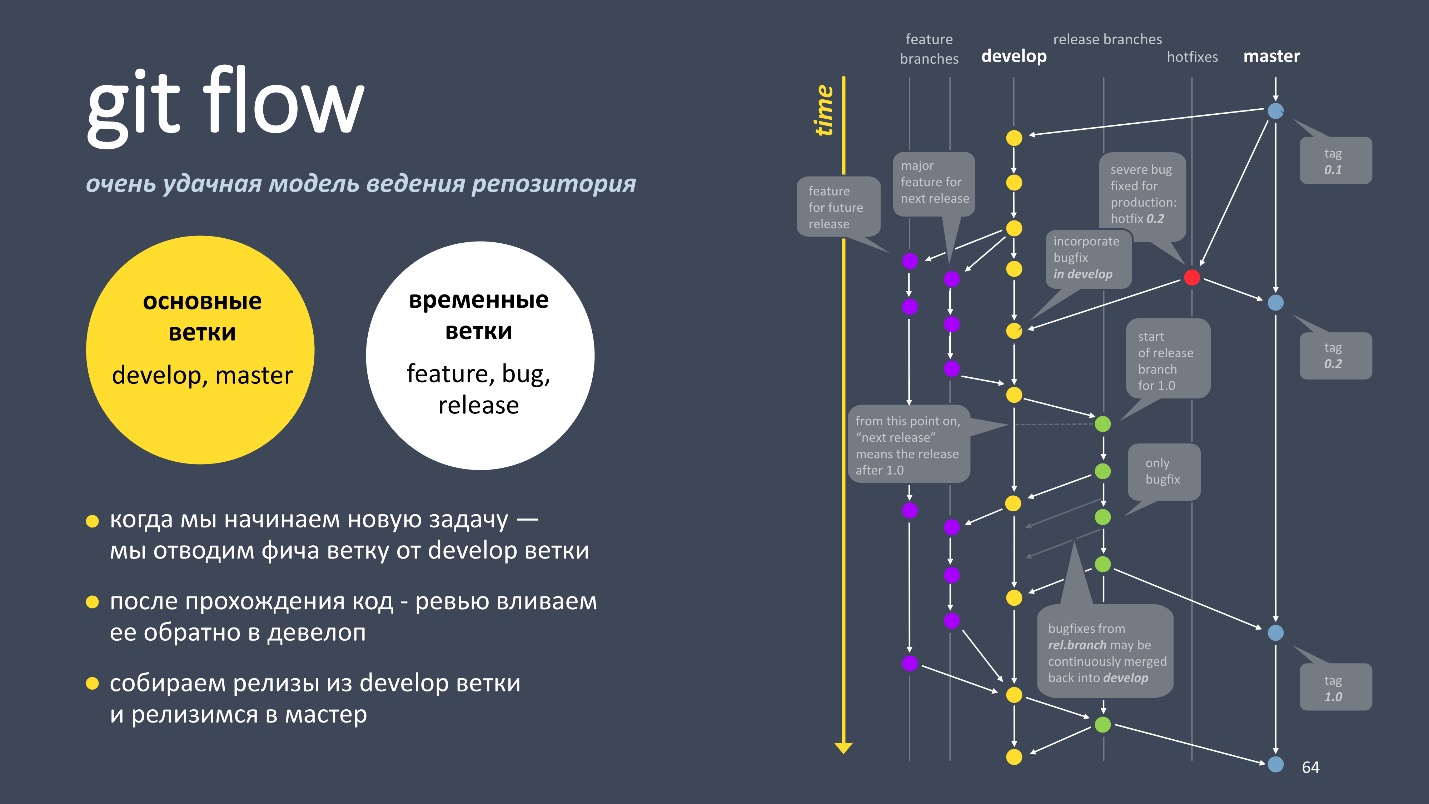 git flow
очень удачная модель ведения репозитория
основные
ветки
develop, master
временные
ветки
feature, bug,
release
когда мы начинаем новую задачу —
мы отводим фича ветку от develop ветки
после прохождения код - ревью вливаем
ее обратно в девелоп
собираем релизы из develop ветки
и релизимся в мастер
feature
branches
develop
release branches
hotfixes
master
time
tag
0.1
major
feature for
next release
severe bug
fixed for
production:
hotfix 0.2
feature
for future
release
incorporate
bugfix
in develop
start
of release
branch
for 1.0
tag
0.2
from this point on,
“next release”
means the release
after 1.0
only
bugfix
bugfixes from
rel.branch may be
continuously merged
back into develop
tag
1.0
64